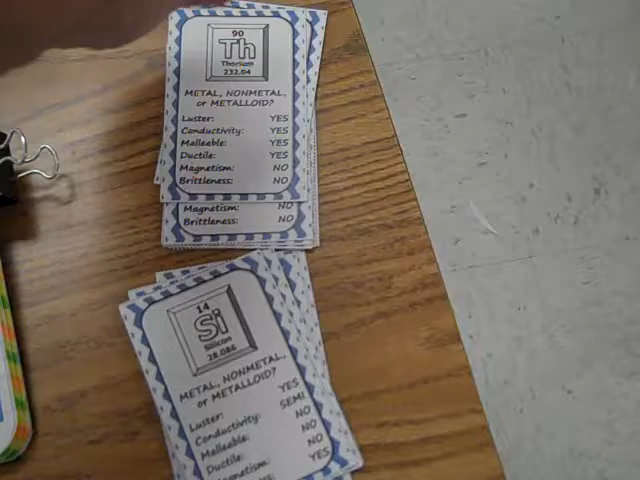 90
Th
Thorium
232.04
METAL, NONMETAL,
or METALLOID?
Luster: YES
Conductivity: YES
Malleable: YES
Ductile: YES
Magnetism: NO
Brittleness: NO
Magnetism: NO
Brittleness: NO
14
Si
Silicon
28.086
METAL, NONMETAL,
or METALLOID?
Luster: YES
Conductivity: SEMI
Malleable: NO
Ductile: NO
Magnetism: NO
YES